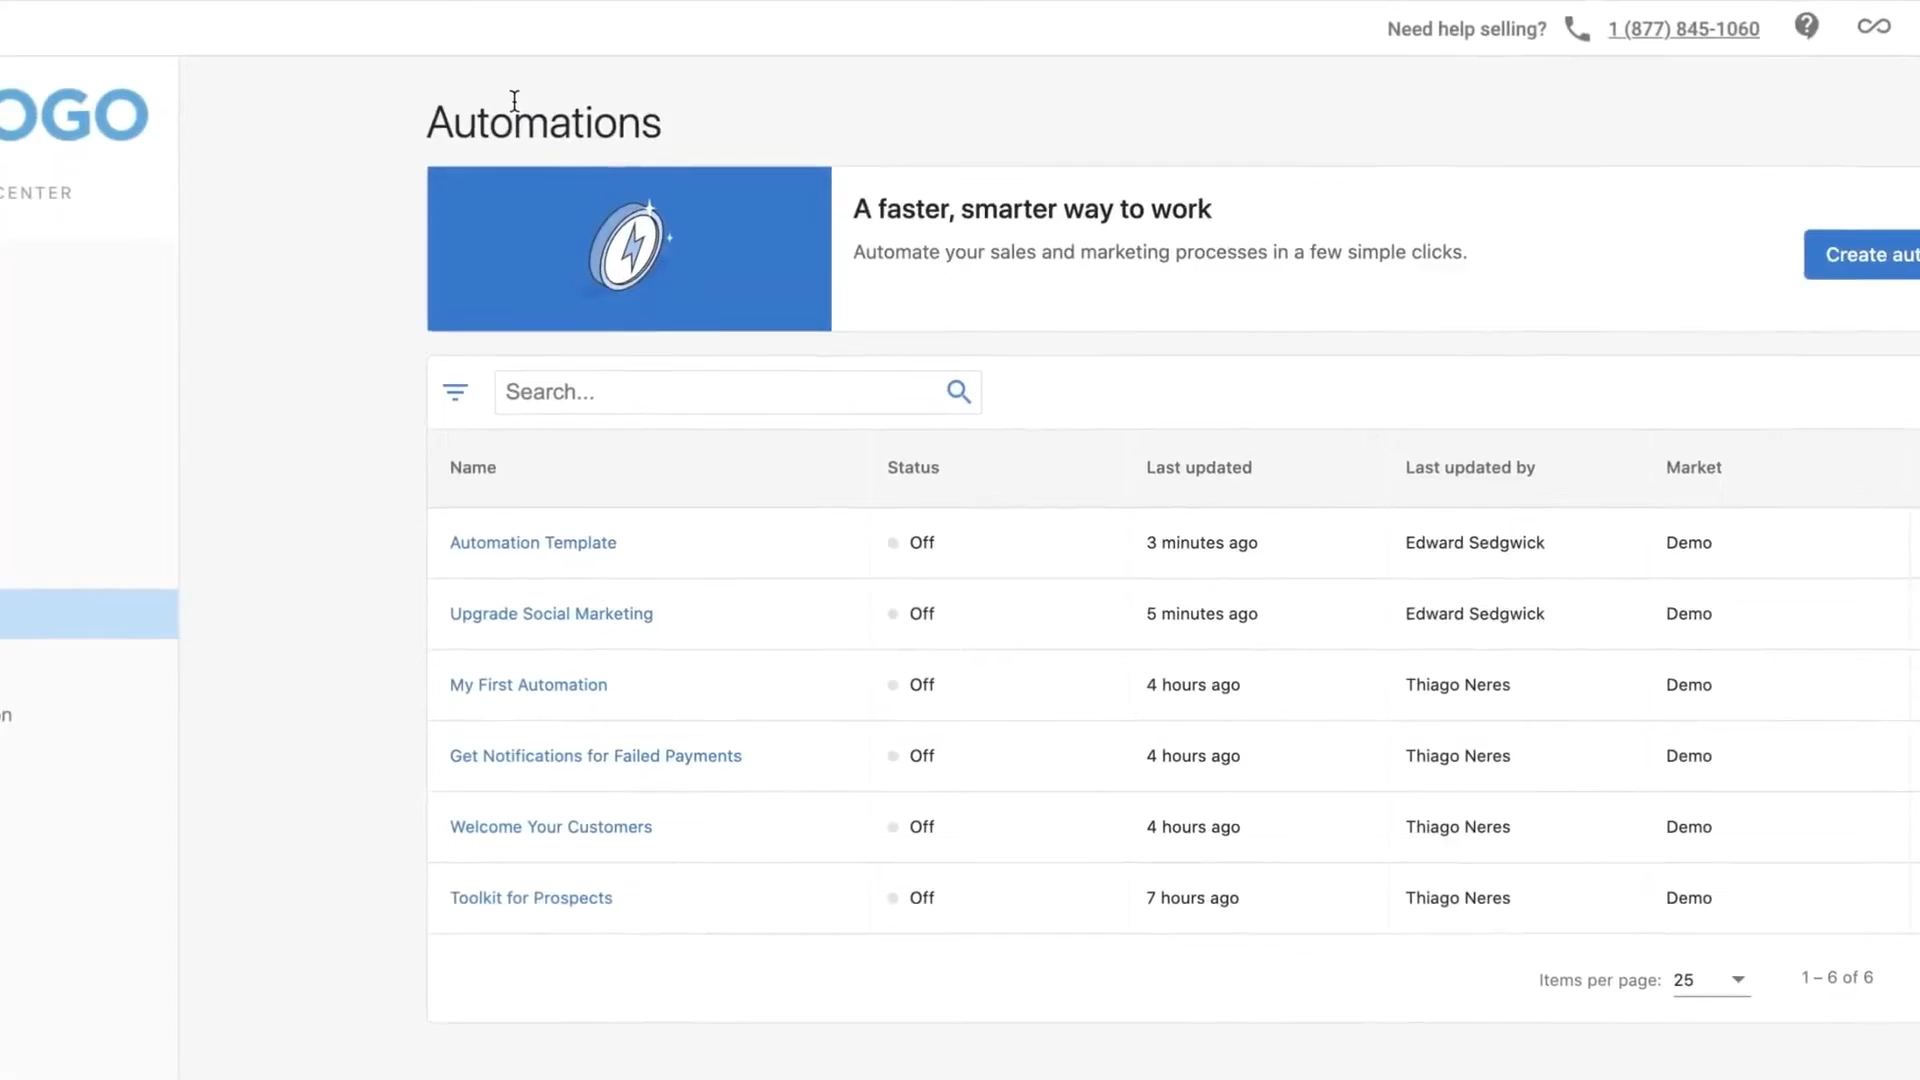 Need help selling? 1 (877) 845-1060
OGO
CENTER
Automations
A faster, smarter way to work
Automate your sales and marketing processes in a few simple clicks.
Create aut
Search...
Name Status Last updated Last updated by Market
Automation Template Off 3 minutes ago Edward Sedgwick Demo
Upgrade Social Marketing Off 5 minutes ago Edward Sedgwick Demo
My First Automation Off 4 hours ago Thiago Neres Demo
n
Get Notifications for Failed Payments Off 4 hours ago Thiago Neres Demo
Welcome Your Customers Off 4 hours ago Thiago Neres Demo
Toolkit for Prospects Off 7 hours ago Thiago Neres Demo
Items per page: 25 1 – 6 of 6